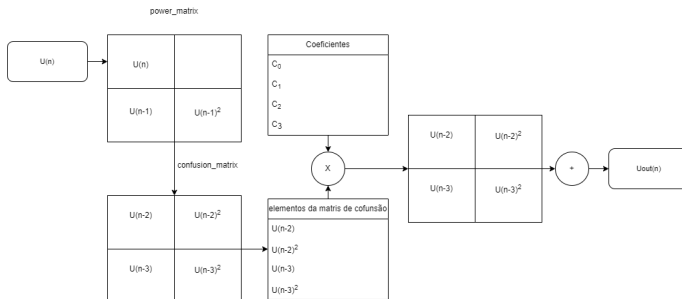 power_matrix
U(n)
U(n)
U(n-1)
U(n-1)²
confusion_matrix
U(n-2)
U(n-2)²
U(n-3)
U(n-3)²
Coeficientes
C₀
C₁
C₂
C₃
X
elementos da matris de cofunsão
U(n-2)
U(n-2)²
U(n-3)
U(n-3)²
U(n-2)
U(n-2)²
U(n-3)
U(n-3)²
+
Uout(n)